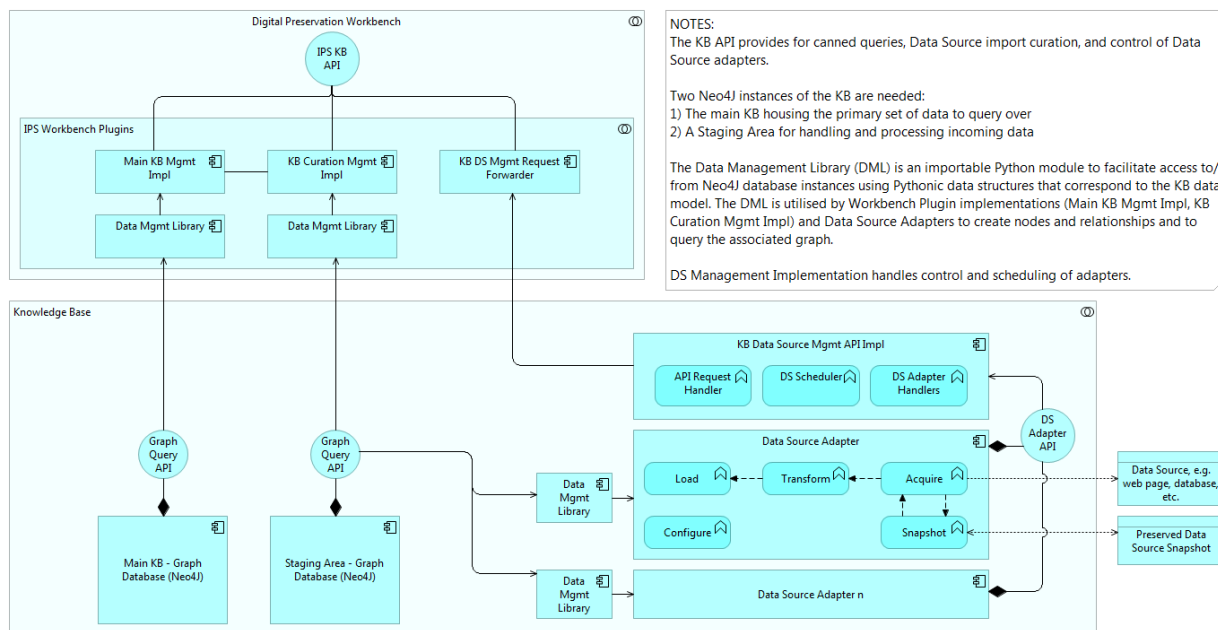 Digital Preservation Workbench
IPS KB
API
IPS Workbench Plugins
Main KB Mgmt
Impl
KB Curation Mgmt
Impl
KB DS Mgmt Request
Forwarder
Data Mgmt Library
Data Mgmt Library
NOTES:
The KB API provides for canned queries, Data Source import curation, and control of Data
Source adapters.
Two Neo4J instances of the KB are needed:
1) The main KB housing the primary set of data to query over
2) A Staging Area for handling and processing incoming data
The Data Management Library (DML) is an importable Python module to facilitate access to/
from Neo4J database instances using Pythonic data structures that correspond to the KB data
model. The DML is utilised by Workbench Plugin implementations (Main KB Mgmt Impl, KB
Curation Mgmt Impl) and Data Source Adapters to create nodes and relationships and to
query the associated graph.
DS Management Implementation handles control and scheduling of adapters.
Knowledge Base
KB Data Source Mgmt API Impl
API Request
Handler
DS Scheduler
DS Adapter
Handlers
Graph
Query
API
Graph
Query
API
DS
Adapter
API
Data Source Adapter
Load
Transform
Acquire
Configure
Snapshot
Data
Mgmt
Library
Data Source, e.g.
web page, database,
etc.
Preserved Data
Source Snapshot
Main KB - Graph
Database (Neo4J)
Staging Area - Graph
Database (Neo4J)
Data
Mgmt
Library
Data Source Adapter n